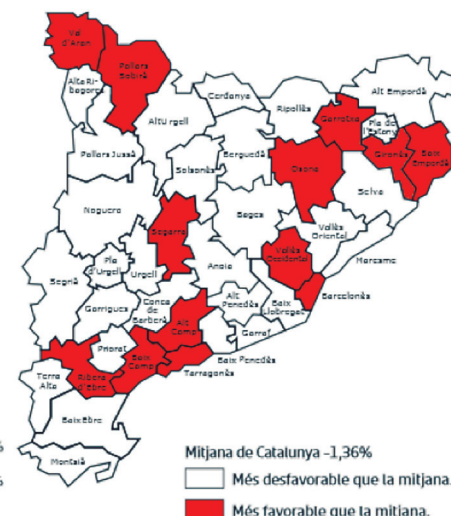 Val
d'Aran
Pallars
Sobirà
Alta Ri-
bagorça
Alt Urgell
Cerdanya
Ripollès
Alt Empordà
Garrotxa
Pla de
l'Estany
Gironès
Baix
Empordà
Pallars Jussà
Solsonès
Berguedà
Osona
Selva
Noguera
Segarra
Bages
Vallès
Oriental
Maresme
Vallès
Occidental
Pla
d'Urgell
Urgell
Anoia
Segrià
Garrigues
Conca
de
Barberà
Alt
Penedès
Baix
Llobregat
Barcelonès
Garraf
Alt
Camp
Priorat
Baix
Camp
Baix Penedès
Tarragonès
Terra
Alta
Ribera
d'Ebre
Baix Ebre
Montsià
%
%
Mitjana de Catalunya -1,36%
Més desfavorable que la mitjana.
Més favorable que la mitjana.